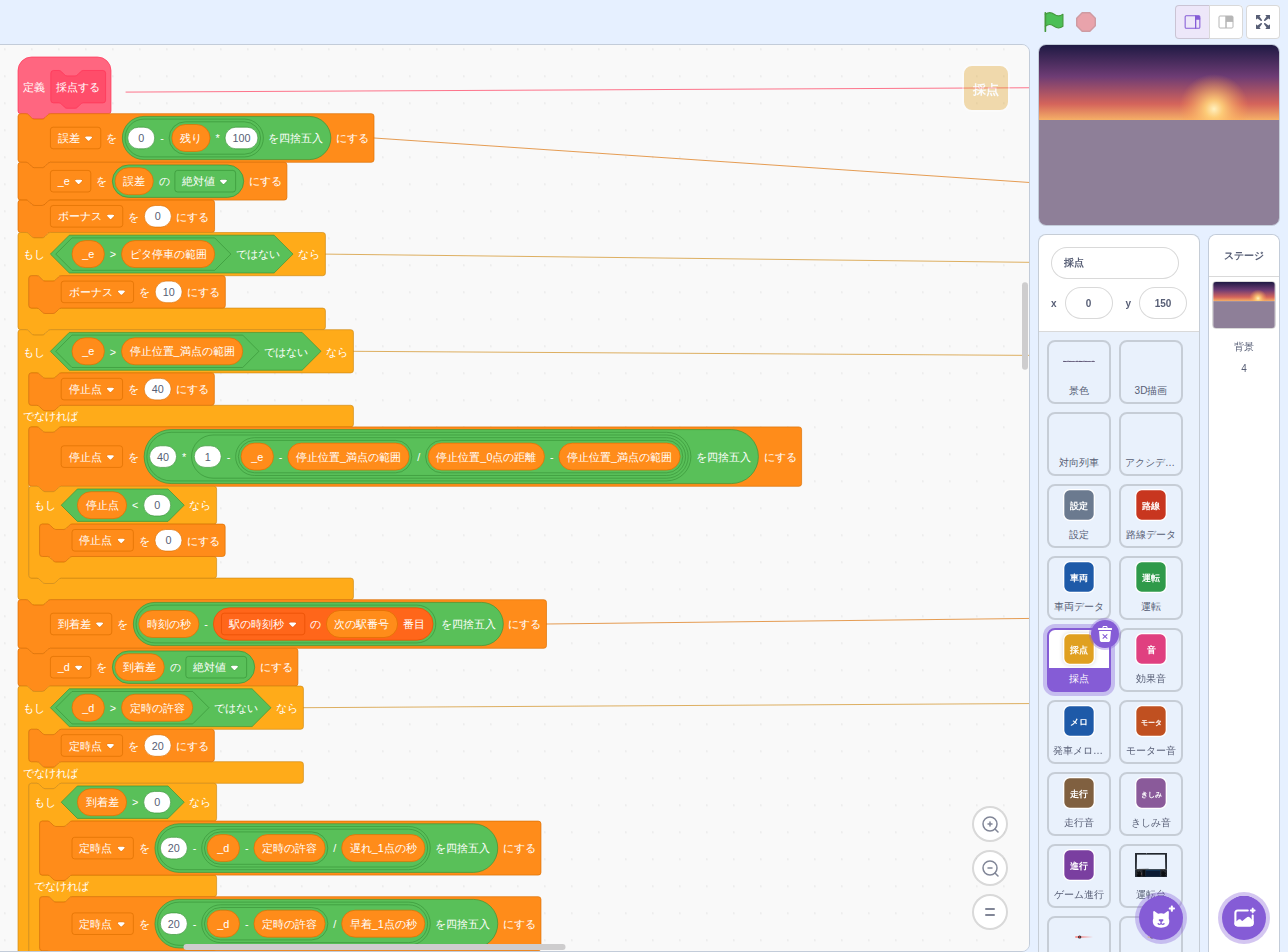 定義 採点する
採点
誤差 を 0 - 残り * 100 を四捨五入 にする
_e を 誤差 の 絶対値 にする
ボーナス を 0 にする
もし _e > ピタ停車の範囲 ではない なら
ボーナス を 10 にする
もし _e > 停止位置_満点の範囲 ではない なら
停止点 を 40 にする
でなければ
停止点 を 40 * 1 - _e - 停止位置_満点の範囲 / 停止位置_0点の距離 - 停止位置_満点の範囲 を四捨五入 にする
もし 停止点 < 0 なら
停止点 を 0 にする
到着差 を 時刻の秒 - 駅の時刻秒 の 次の駅番号 番目 を四捨五入 にする
_d を 到着差 の 絶対値 にする
もし _d > 定時の許容 ではない なら
定時点 を 20 にする
でなければ
もし 到着差 > 0 なら
定時点 を 20 - _d - 定時の許容 / 遅れ_1点の秒 を四捨五入 にする
でなければ
定時点 を 20 - _d - 定時の許容 / 早着_1点の秒 を四捨五入 にする
採点
x 0 y 150
景色
3D描画
対向列車
アクシデ...
設定
設定
路線
路線データ
車両
車両データ
運転
運転
採点
採点
音
効果音
メロ
発車メロ...
モータ
モーター音
走行
走行音
きしみ
きしみ音
進行
ゲーム進行
ステージ
背景
4